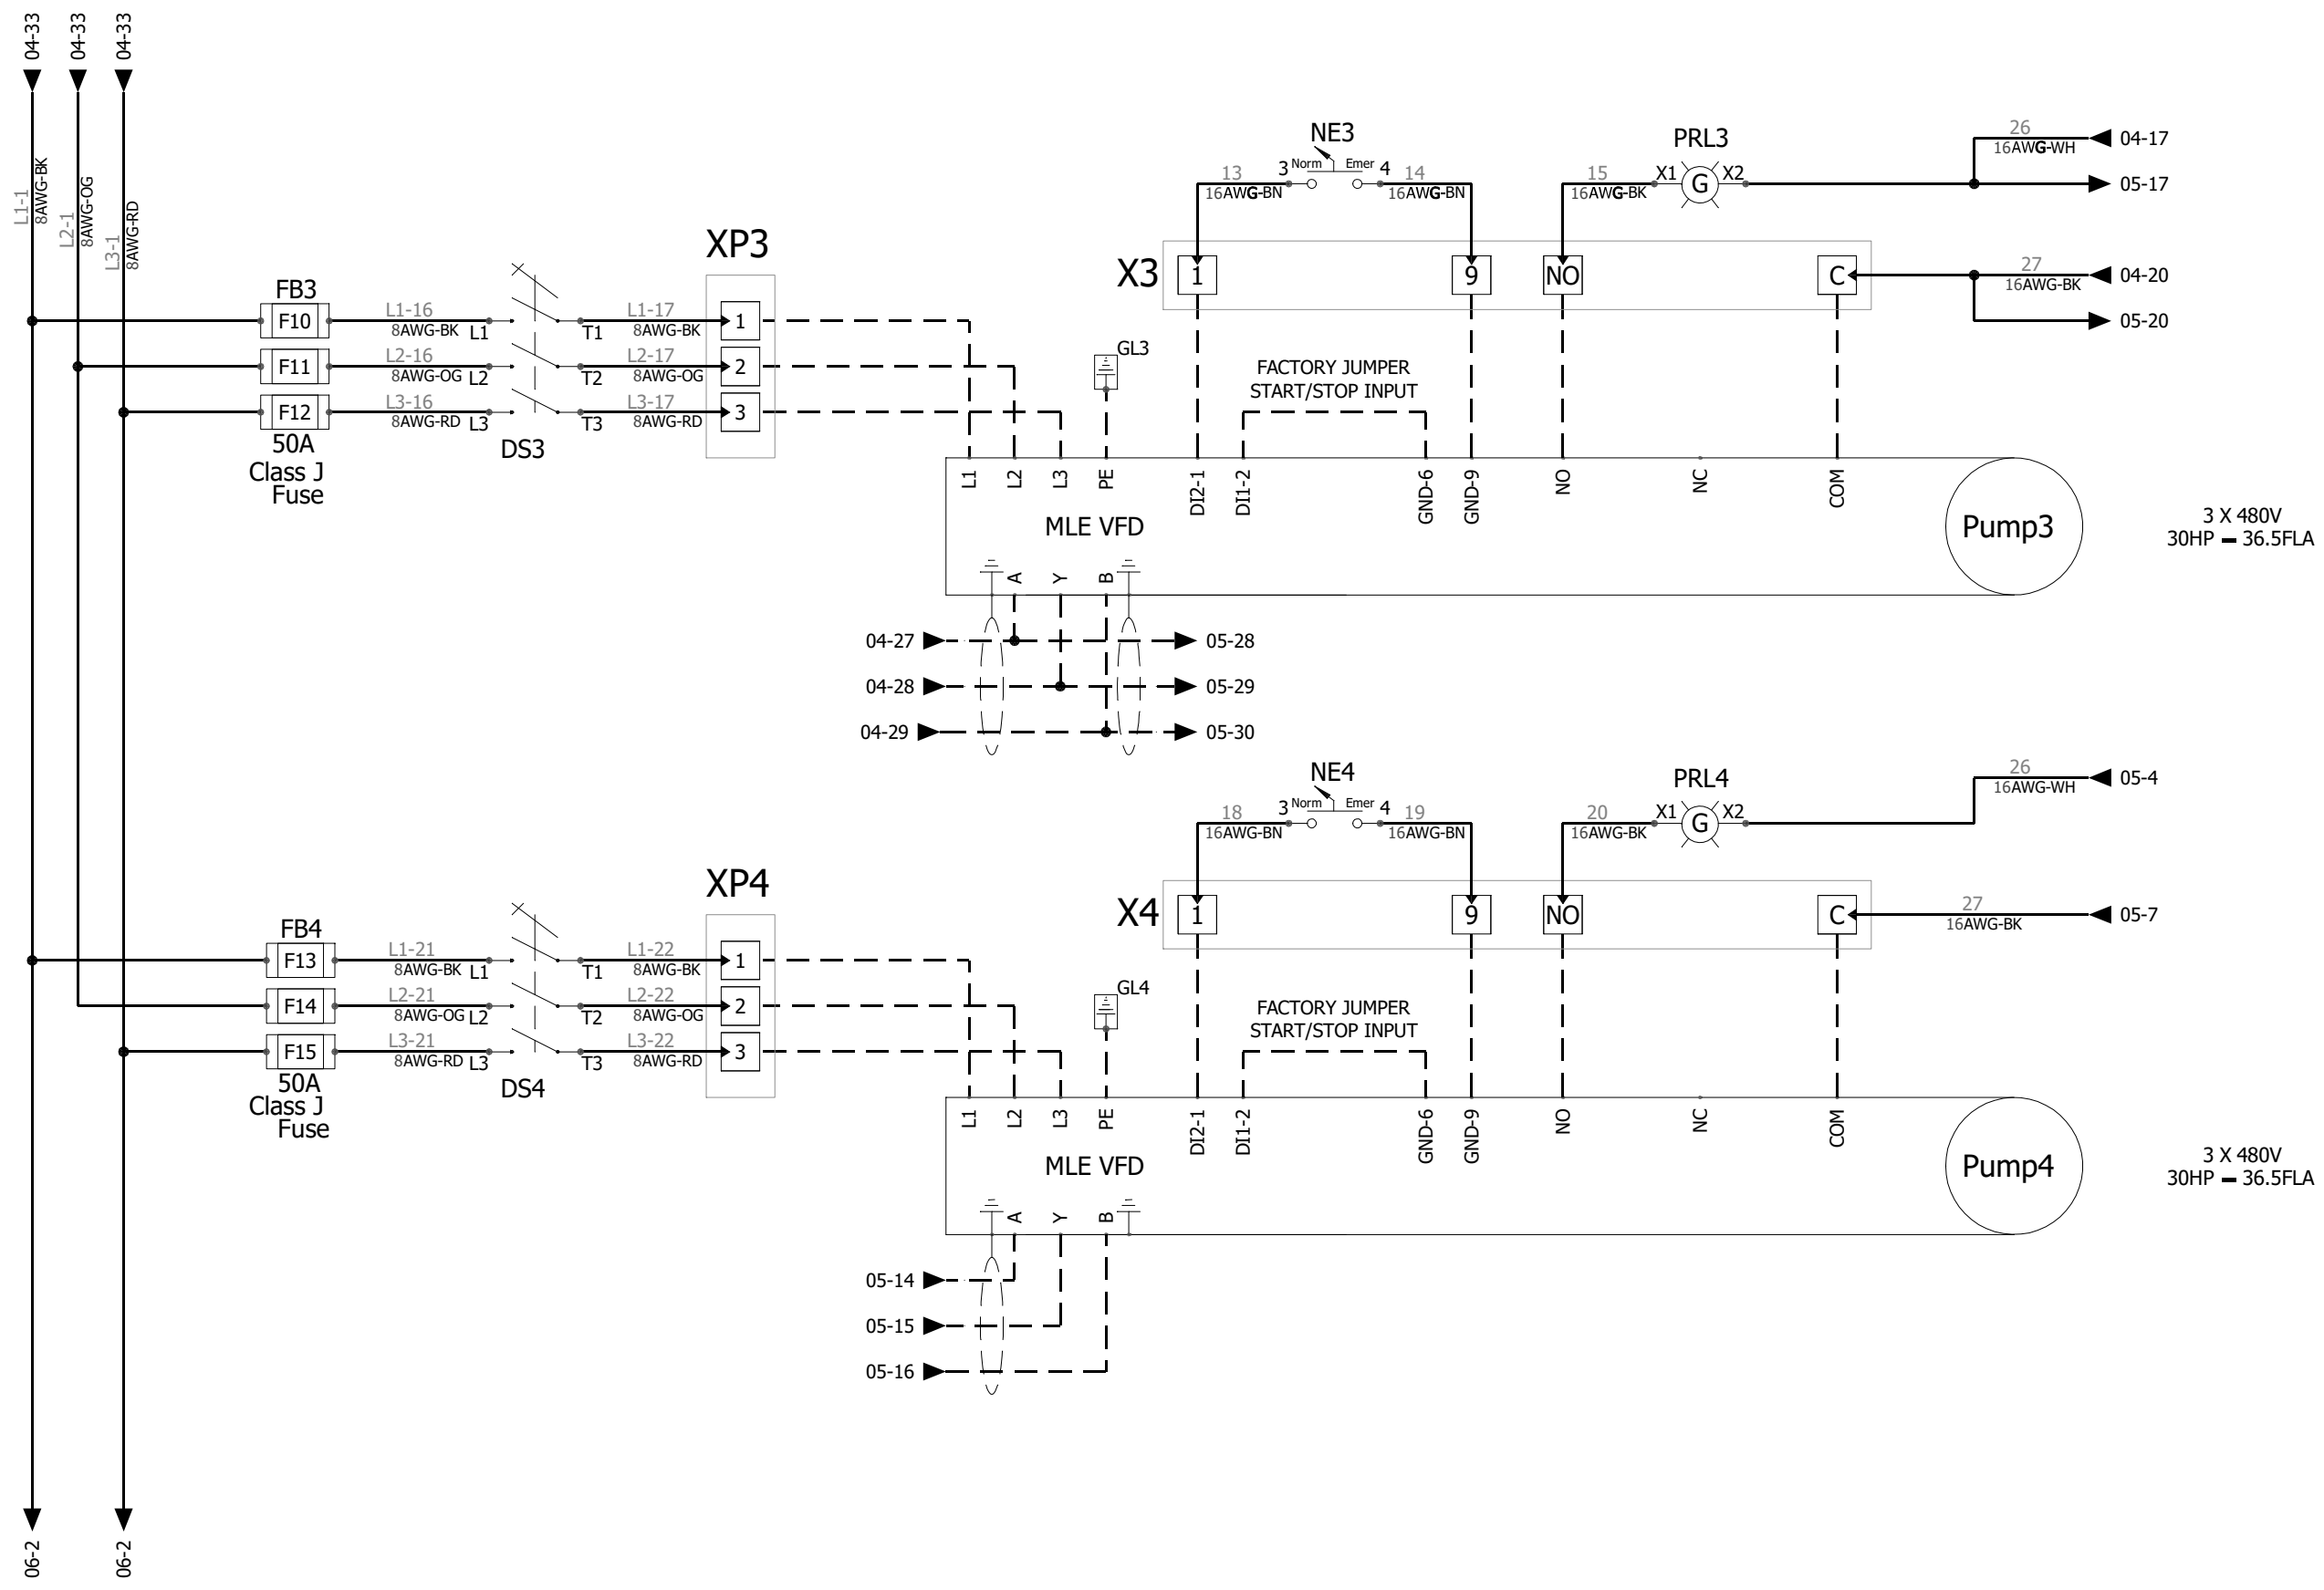 04-33
04-33
04-33
L1-1
8AWG-BK
L2-1
8AWG-OG
L3-1
8AWG-RD
NE3
3 Norm Emer 4
13
16AWG-BN
14
16AWG-BN
PRL3
15
16AWG-BK
X1 G X2
26
16AWG-WH
04-17
05-17
XP3
X3
1
9
NO
C
27
16AWG-BK
04-20
05-20
FB3
F10
L1-16
8AWG-BK
L1
T1
L1-17
8AWG-BK
1
F11
L2-16
8AWG-OG
L2
T2
L2-17
8AWG-OG
2
F12
L3-16
8AWG-RD
L3
T3
L3-17
8AWG-RD
3
50A
Class J
Fuse
DS3
GL3
FACTORY JUMPER
START/STOP INPUT
L1
L2
L3
PE
DI2-1
DI1-2
GND-6
GND-9
NO
NC
COM
MLE VFD
Pump3
3 X 480V
30HP - 36.5FLA
A
Y
B
04-27
05-28
04-28
05-29
04-29
05-30
NE4
3 Norm Emer 4
18
16AWG-BN
19
16AWG-BN
PRL4
20
16AWG-BK
X1 G X2
26
16AWG-WH
05-4
XP4
X4
1
9
NO
C
27
16AWG-BK
05-7
FB4
F13
L1-21
8AWG-BK
L1
T1
L1-22
8AWG-BK
1
F14
L2-21
8AWG-OG
L2
T2
L2-22
8AWG-OG
2
F15
L3-21
8AWG-RD
L3
T3
L3-22
8AWG-RD
3
50A
Class J
Fuse
DS4
GL4
FACTORY JUMPER
START/STOP INPUT
L1
L2
L3
PE
DI2-1
DI1-2
GND-6
GND-9
NO
NC
COM
MLE VFD
Pump4
3 X 480V
30HP - 36.5FLA
A
Y
B
05-14
05-15
05-16
06-2
06-2